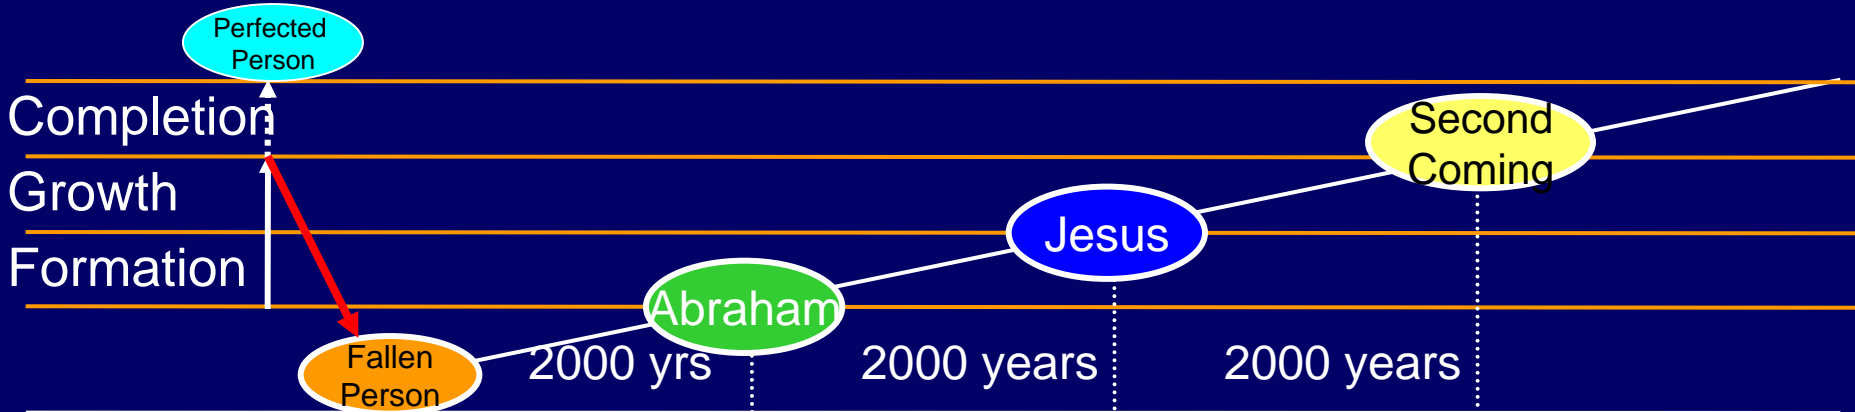 Perfected
Person
Completion
Growth
Formation
Second
Coming
Jesus
Abraham
Fallen
Person
2000 yrs
2000 years
2000 years